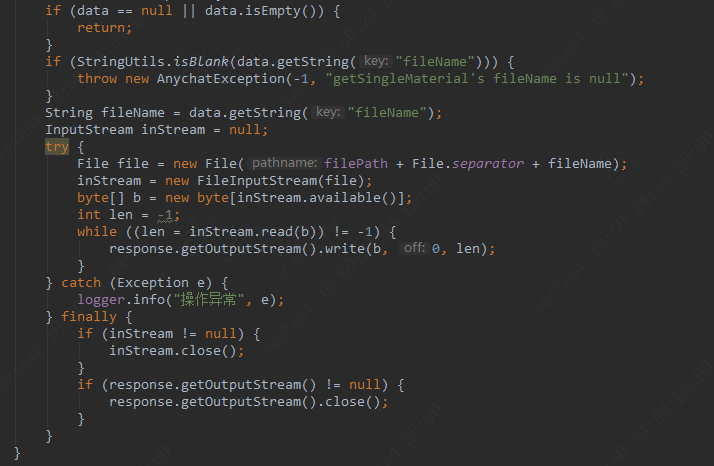 if (data == null || data.isEmpty()) {
return;
}
if (StringUtils.isBlank(data.getString( key: "fileName"))) {
throw new AnychatException(-1, "getSingleMaterial's fileName is null");
}
String fileName = data.getString( key: "fileName");
InputStream inStream = null;
try {
File file = new File( pathname: filePath + File.separator + fileName);
inStream = new FileInputStream(file);
byte[] b = new byte[inStream.available()];
int len = -1;
while ((len = inStream.read(b)) != -1) {
response.getOutputStream().write(b, off: 0, len);
}
} catch (Exception e) {
logger.info("操作异常", e);
} finally {
if (inStream != null) {
inStream.close();
}
if (response.getOutputStream() != null) {
response.getOutputStream().close();
}
}
}